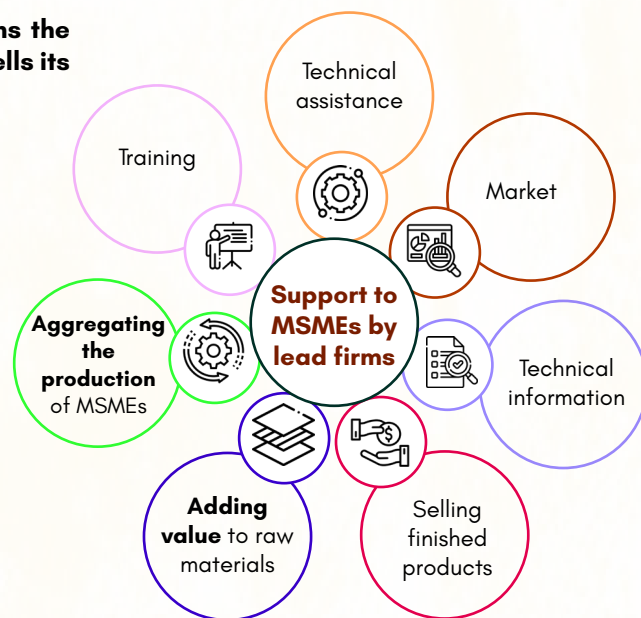 the
ells its
Technical
assistance
Training
Market
Support to
MSMEs by
lead firms
Aggregating
the
production
of MSMEs
Technical
information
Adding
value to raw
materials
Selling
finished
products